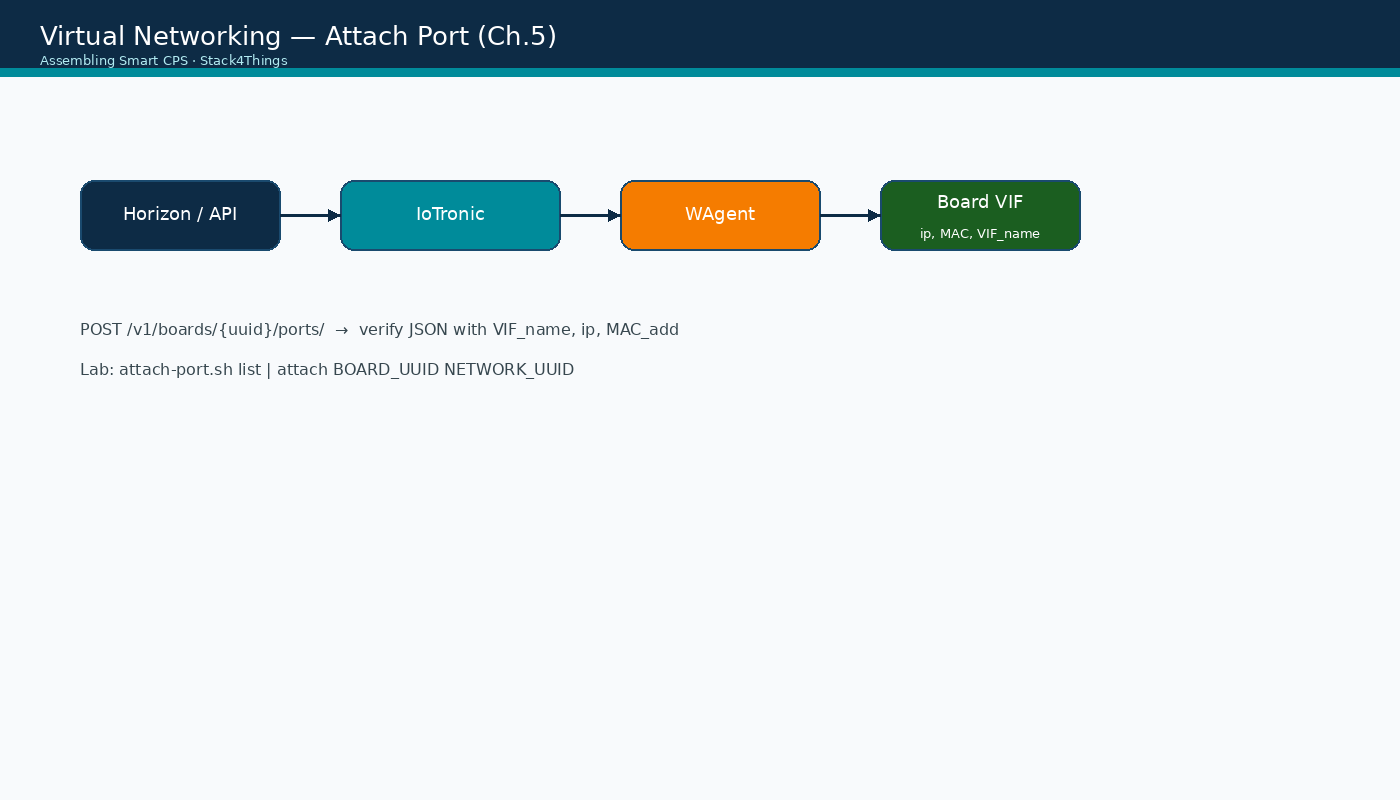 Virtual Networking — Attach Port (Ch.5)
Assembling Smart CPS · Stack4Things
Horizon / API
IoTronic
WAgent
Board VIF
ip, MAC, VIF_name
POST /v1/boards/{uuid}/ports/ → verify JSON with VIF_name, ip, MAC_add
Lab: attach-port.sh list | attach BOARD_UUID NETWORK_UUID